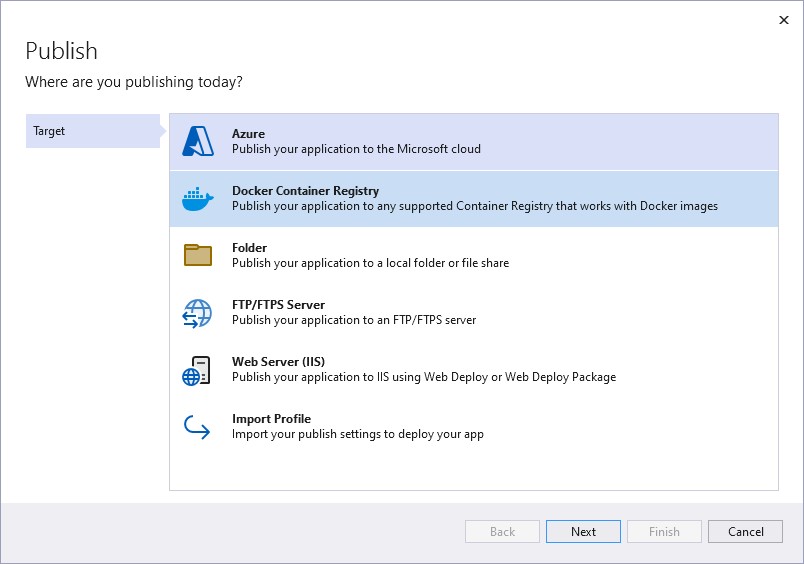 Publish
Where are you publishing today?
Target
Azure
Publish your application to the Microsoft cloud
Docker Container Registry
Publish your application to any supported Container Registry that works with Docker images
Folder
Publish your application to a local folder or file share
FTP/FTPS Server
Publish your application to an FTP/FTPS server
Web Server (IIS)
Publish your application to IIS using Web Deploy or Web Deploy Package
Import Profile
Import your publish settings to deploy your app
Back Next Finish Cancel